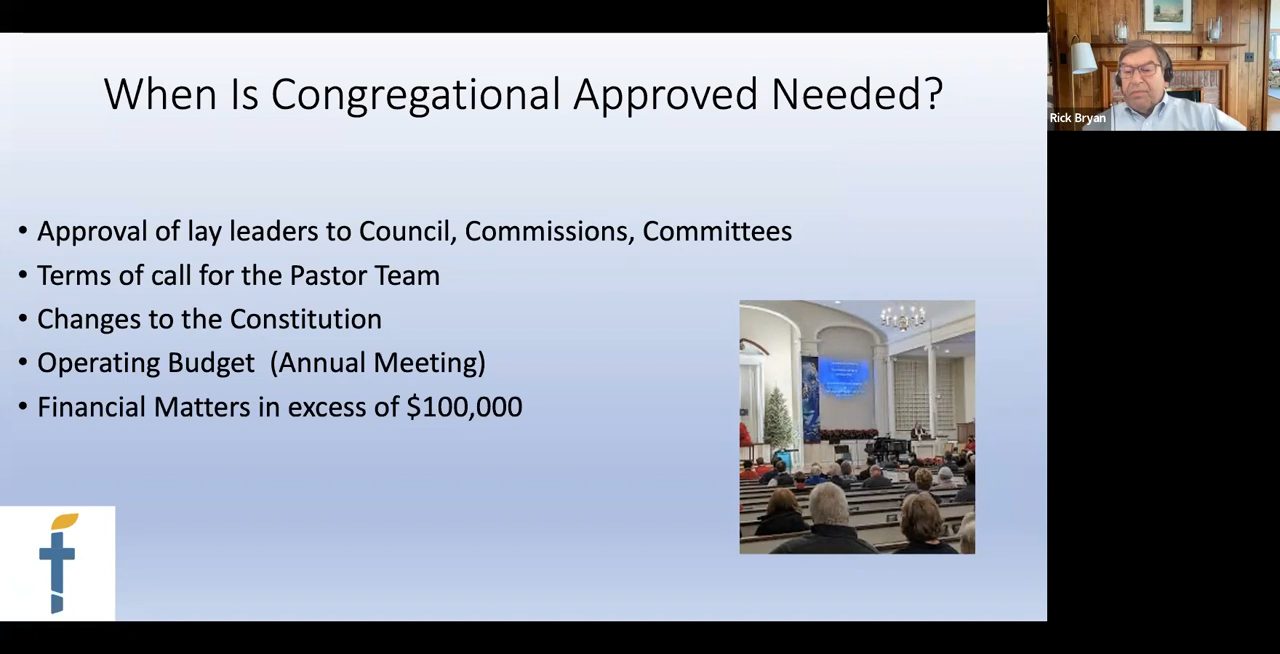 When Is Congregational Approved Needed?
Rick Bryan
• Approval of lay leaders to Council, Commissions, Committees
• Terms of call for the Pastor Team
• Changes to the Constitution
• Operating Budget (Annual Meeting)
• Financial Matters in excess of $100,000